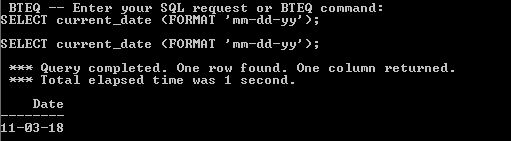 BTEQ -- Enter your SQL request or BTEQ command:
SELECT current_date (FORMAT 'mm-dd-yy');
SELECT current_date (FORMAT 'mm-dd-yy');
*** Query completed. One row found. One column returned.
*** Total elapsed time was 1 second.
Date
--------
11-03-18